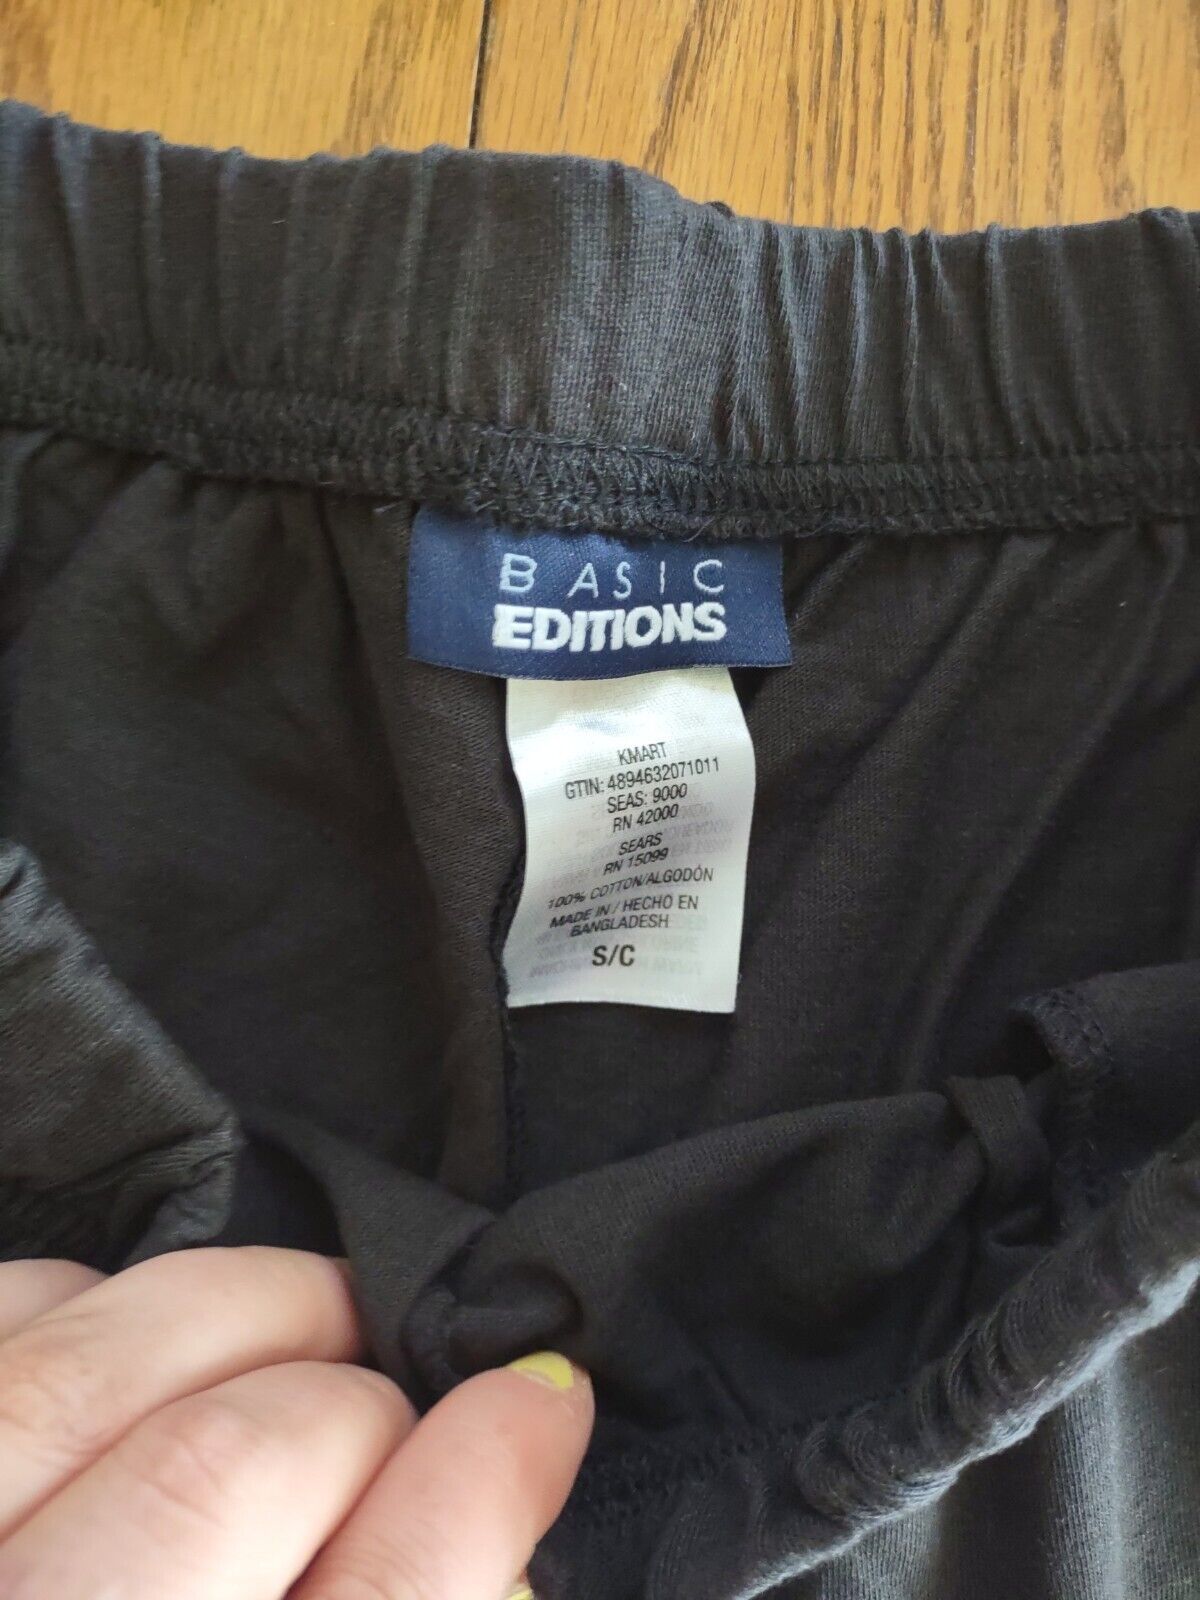 BASIC
EDITIONS
KMART
GTIN: 4894632071011
SEAS: 9000
RN 42000
SEARS
RN 15099
100% COTTON/ALGODÓN
MADE IN / HECHO EN
BANGLADESH
S/C